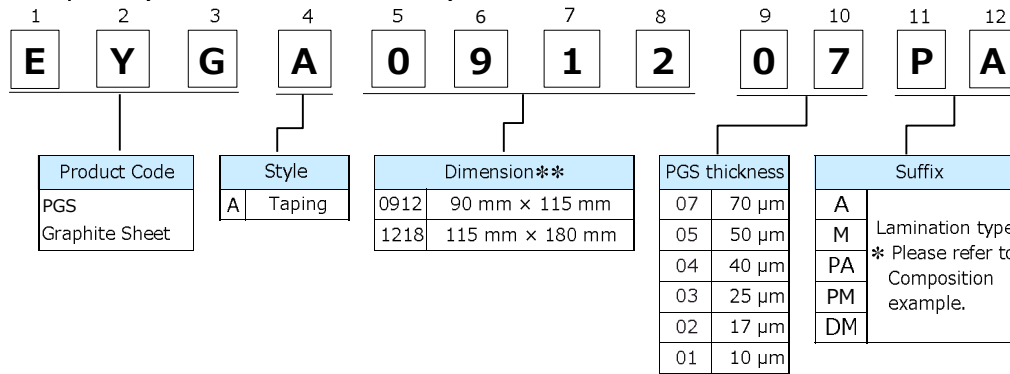 1 2 3 4 5 6 7 8 9 10 11 12
E Y G A 0 9 1 2 0 7 P A
Product Code
PGS
Graphite Sheet
Style
A Taping
Dimension**
0912 90 mm × 115 mm
1218 115 mm × 180 mm
PGS thickness
07 70 μm
05 50 μm
04 40 μm
03 25 μm
02 17 μm
01 10 μm
Suffix
A
M
PA
PM
DM
Lamination type
* Please refer to
Composition
example.